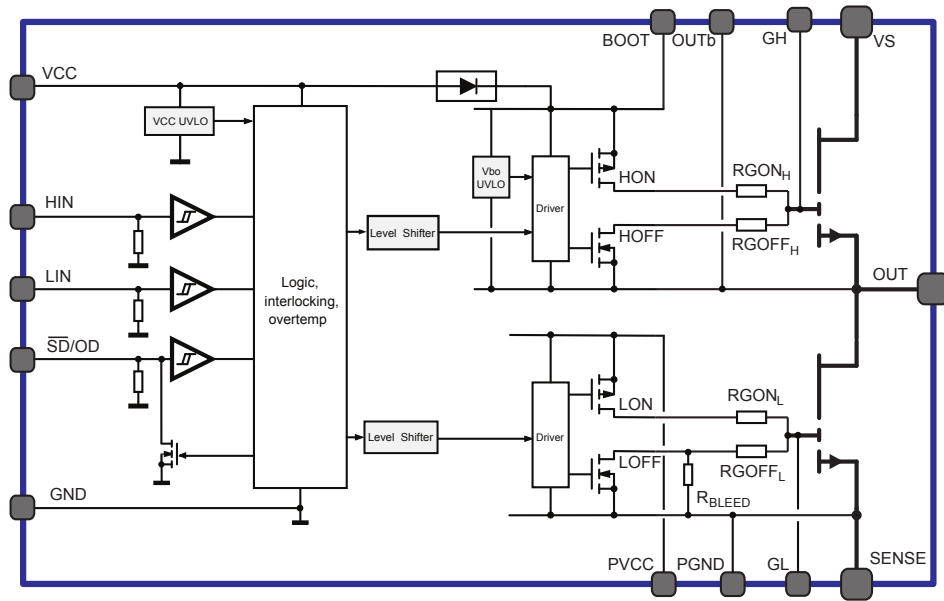 BOOT
OUTb
GH
VS
VCC
VCC UVLO
Vbo
UVLO
HON
RGONH
HIN
Driver
Level Shifter
HOFF
RGOFFH
OUT
LIN
Logic,
interlocking,
overtemp
SD/OD
LON
RGONL
Level Shifter
Driver
LOFF
RGOFFL
RBLEED
GND
PVCC
PGND
GL
SENSE